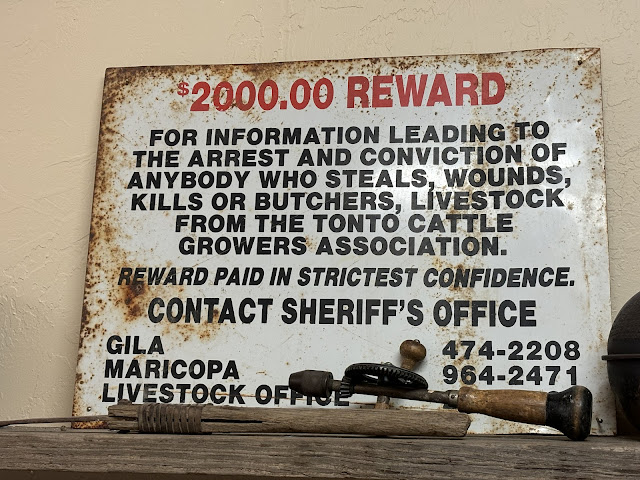 $2000.00 REWARD
FOR INFORMATION LEADING TO
THE ARREST AND CONVICTION OF
ANYBODY WHO STEALS, WOUNDS,
KILLS OR BUTCHERS, LIVESTOCK
FROM THE TONTO CATTLE
GROWERS ASSOCIATION.
REWARD PAID IN STRICTEST CONFIDENCE.
CONTACT SHERIFF'S OFFICE
GILA 474-2208
MARICOPA 964-2471
LIVESTOCK OFFICE